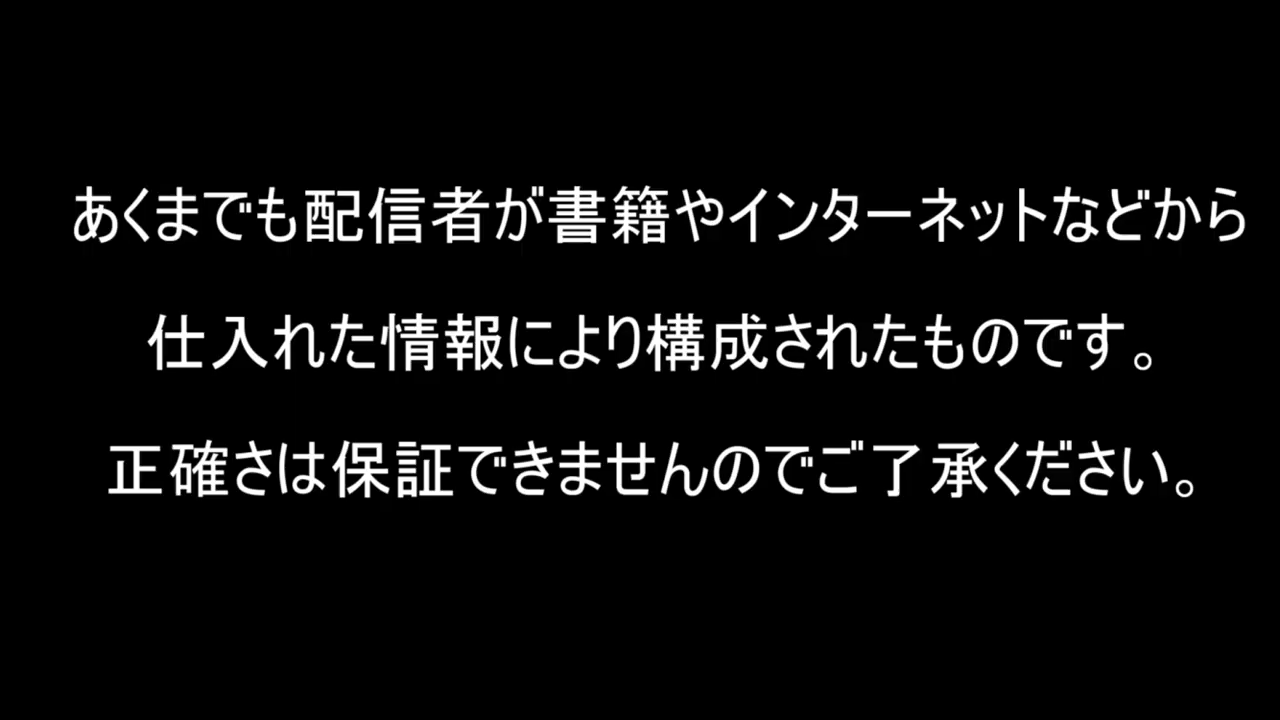 あくまでも配信者が書籍やインターネットなどから
仕入れた情報により構成されたものです。
正確さは保証できませんのでご了承ください。